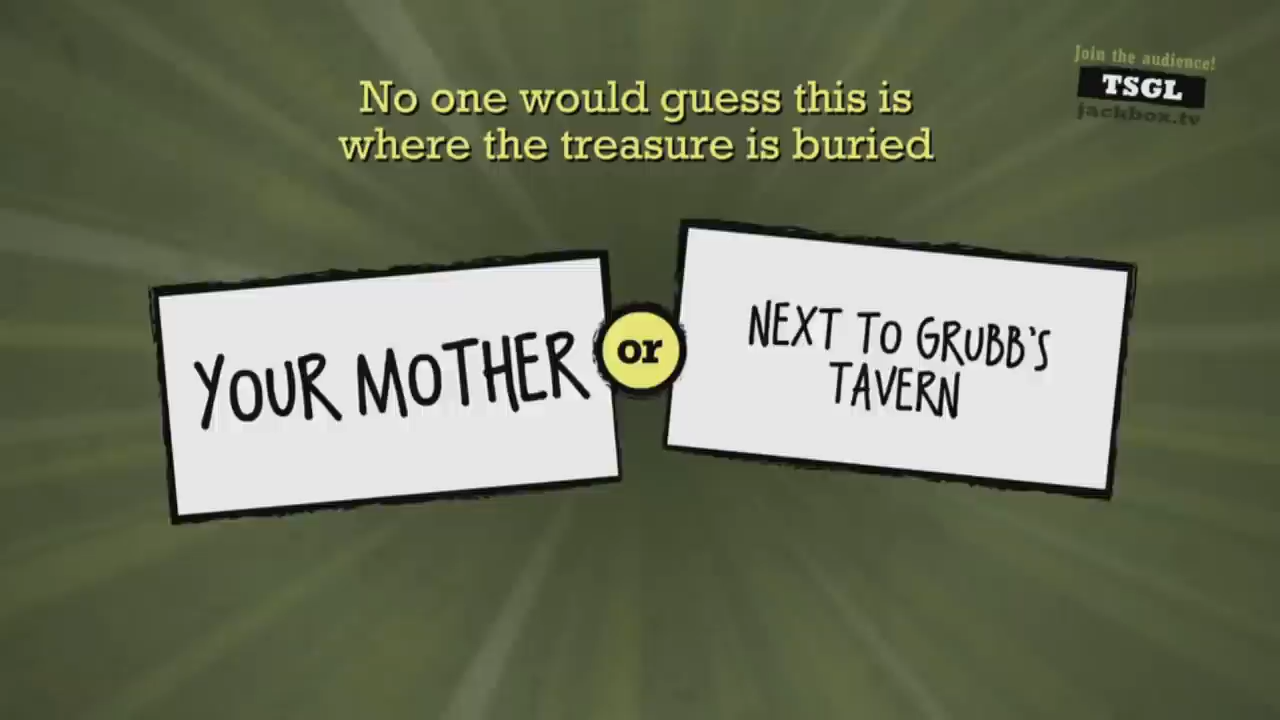 Join the audience!
TSGL
jackbox.tv
No one would guess this is
where the treasure is buried
YOUR MOTHER
or
NEXT TO GRUBB'S
TAVERN